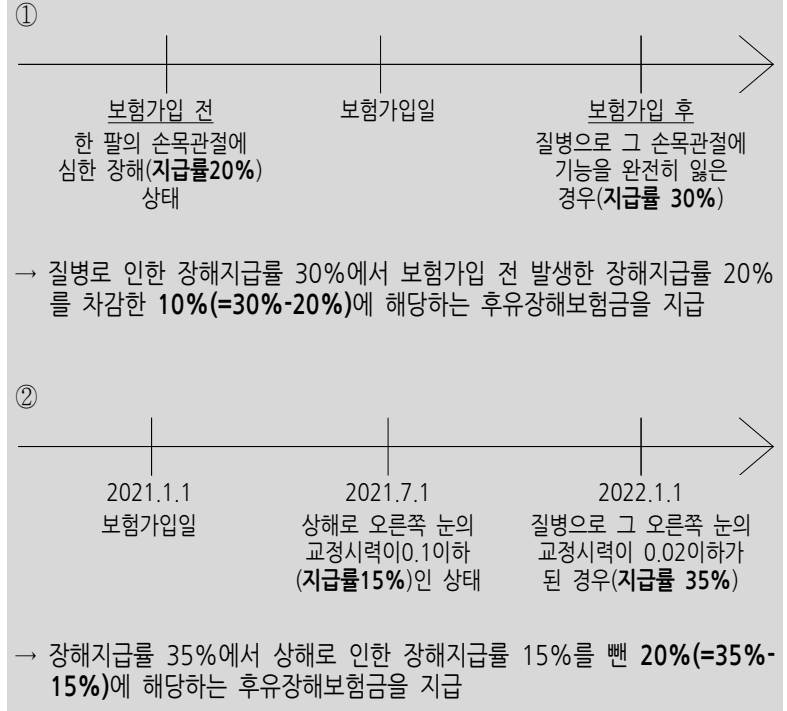 ①
보험가입 전
한 팔의 손목관절에
심한 장해(지급률20%)
상태
보험가입일
보험가입 후
질병으로 그 손목관절에
기능을 완전히 잃은
경우(지급률 30%)
→ 질병로 인한 장해지급률 30%에서 보험가입 전 발생한 장해지급률 20%
를 차감한 10%(=30%-20%)에 해당하는 후유장해보험금을 지급
②
2021.1.1
보험가입일
2021.7.1
상해로 오른쪽 눈의
교정시력이0.1이하
(지급률15%)인 상태
2022.1.1
질병으로 그 오른쪽 눈의
교정시력이 0.02이하가
된 경우(지급률 35%)
→ 장해지급률 35%에서 상해로 인한 장해지급률 15%를 뺀 20%(=35%-
15%)에 해당하는 후유장해보험금을 지급